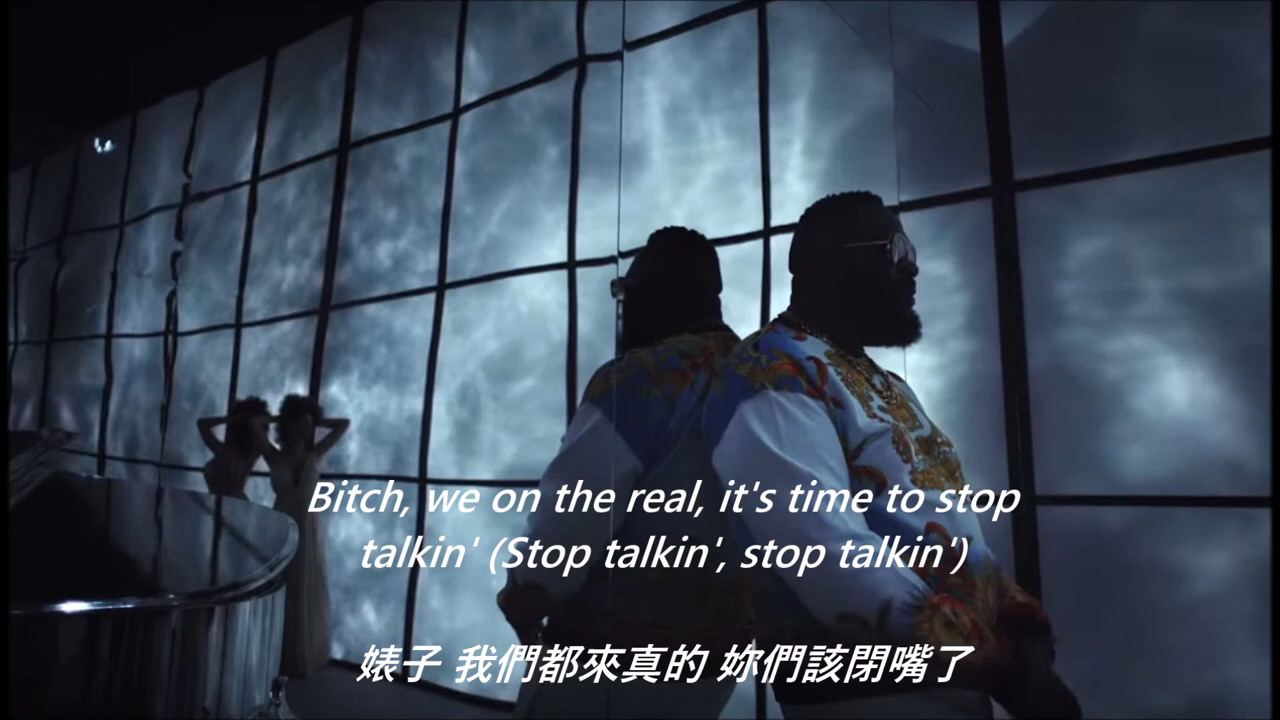 Bitch, we on the real, it's time to stop
talkin' (Stop talkin', stop talkin')
婊子 我們都來真的 妳們該閉嘴了